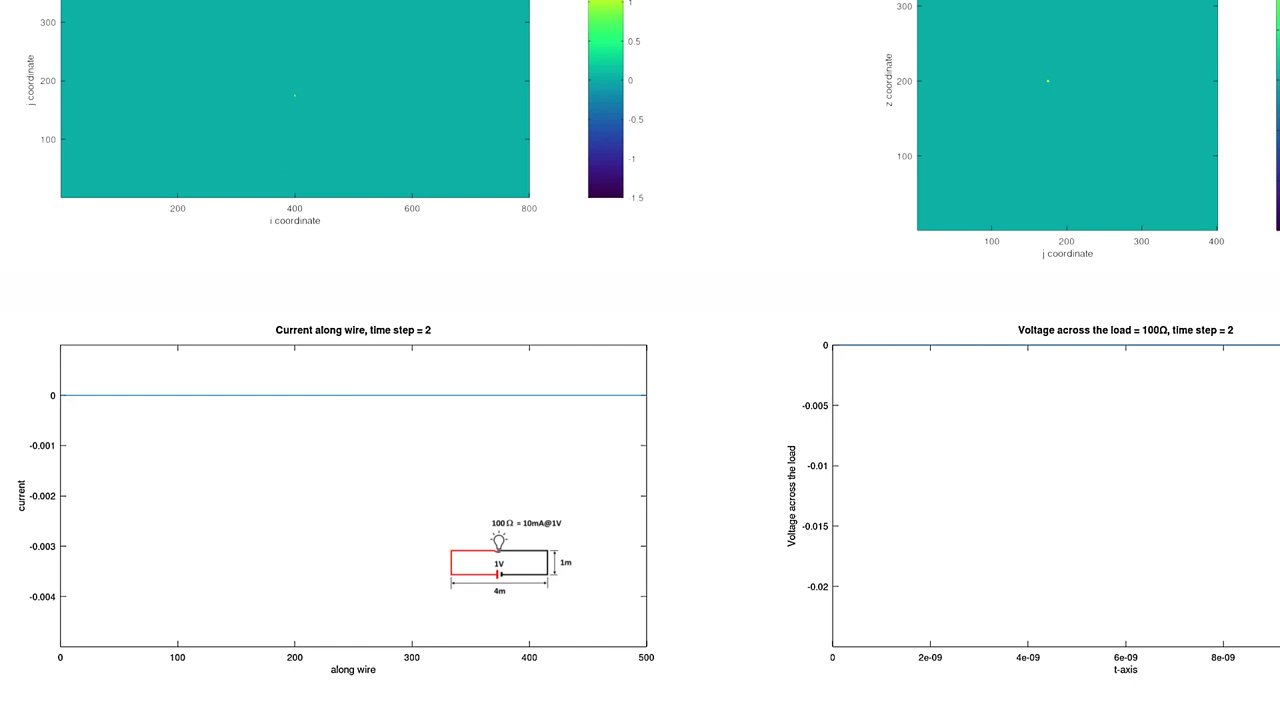 300
200
100
j coordinate
200
400
600
800
i coordinate
1
0.5
0
-0.5
-1
1.5
300
200
100
z coordinate
100
200
300
400
j coordinate
Current along wire, time step = 2
0
-0.001
-0.002
-0.003
-0.004
current
100 Ω = 10mA@1V
1V
1m
4m
0
100
200
300
400
500
along wire
Voltage across the load = 100Ω, time step = 2
0
-0.005
-0.01
-0.015
-0.02
Voltage across the load
0
2e-09
4e-09
6e-09
8e-09
t-axis